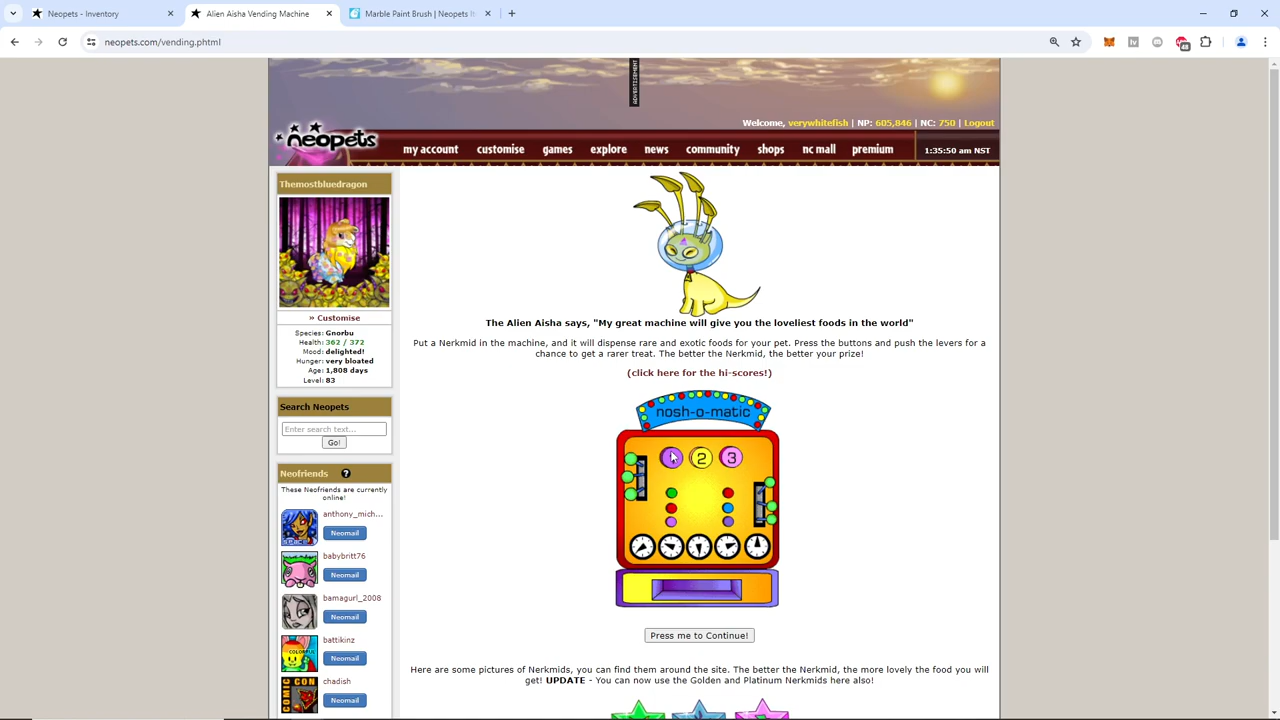 Neopets - Inventory
Alien Aisha Vending Machine
Marble Paint Brush | Neopets It
neopets.com/vending.phtml
48
ADVERTISEMENT
Welcome, verywhitefish | NP: 605,846 | NC: 750 | Logout
neopets
my account customise games explore news community shops nc mall premium
1:35:50 am NST
Themostbluedragon
» Customise
Species: Gnorbu
Health: 362 / 372
Mood: delighted!
Hunger: very bloated
Age: 1,808 days
Level: 83
Search Neopets
Enter search text...
Go!
Neofriends ?
These Neofriends are currently
online!
anthony_mich...
Neomail
babybritt76
Neomail
bamagurl_2008
Neomail
battikinz
Neomail
chadish
Neomail
The Alien Aisha says, "My great machine will give you the loveliest foods in the world"
Put a Nerkmid in the machine, and it will dispense rare and exotic foods for your pet. Press the buttons and push the levers for a
chance to get a rarer treat. The better the Nerkmid, the better your prize!
(click here for the hi-scores!)
nosh-o-matic
2 3
Press me to Continue!
Here are some pictures of Nerkmids, you can find them around the site. The better the Nerkmid, the more lovely the food you will
get! UPDATE - You can now use the Golden and Platinum Nerkmids here also!